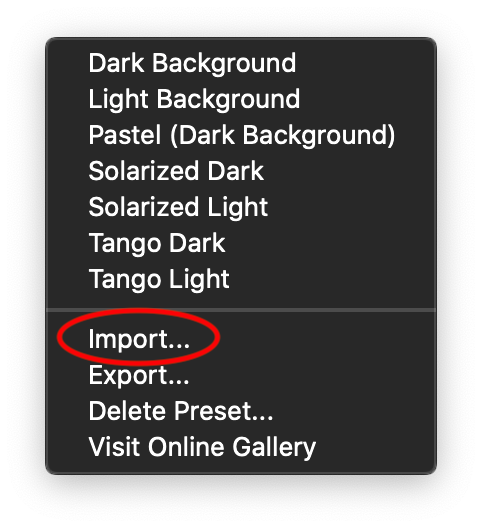 Dark Background
Light Background
Pastel (Dark Background)
Solarized Dark
Solarized Light
Tango Dark
Tango Light
Import...
Export...
Delete Preset...
Visit Online Gallery